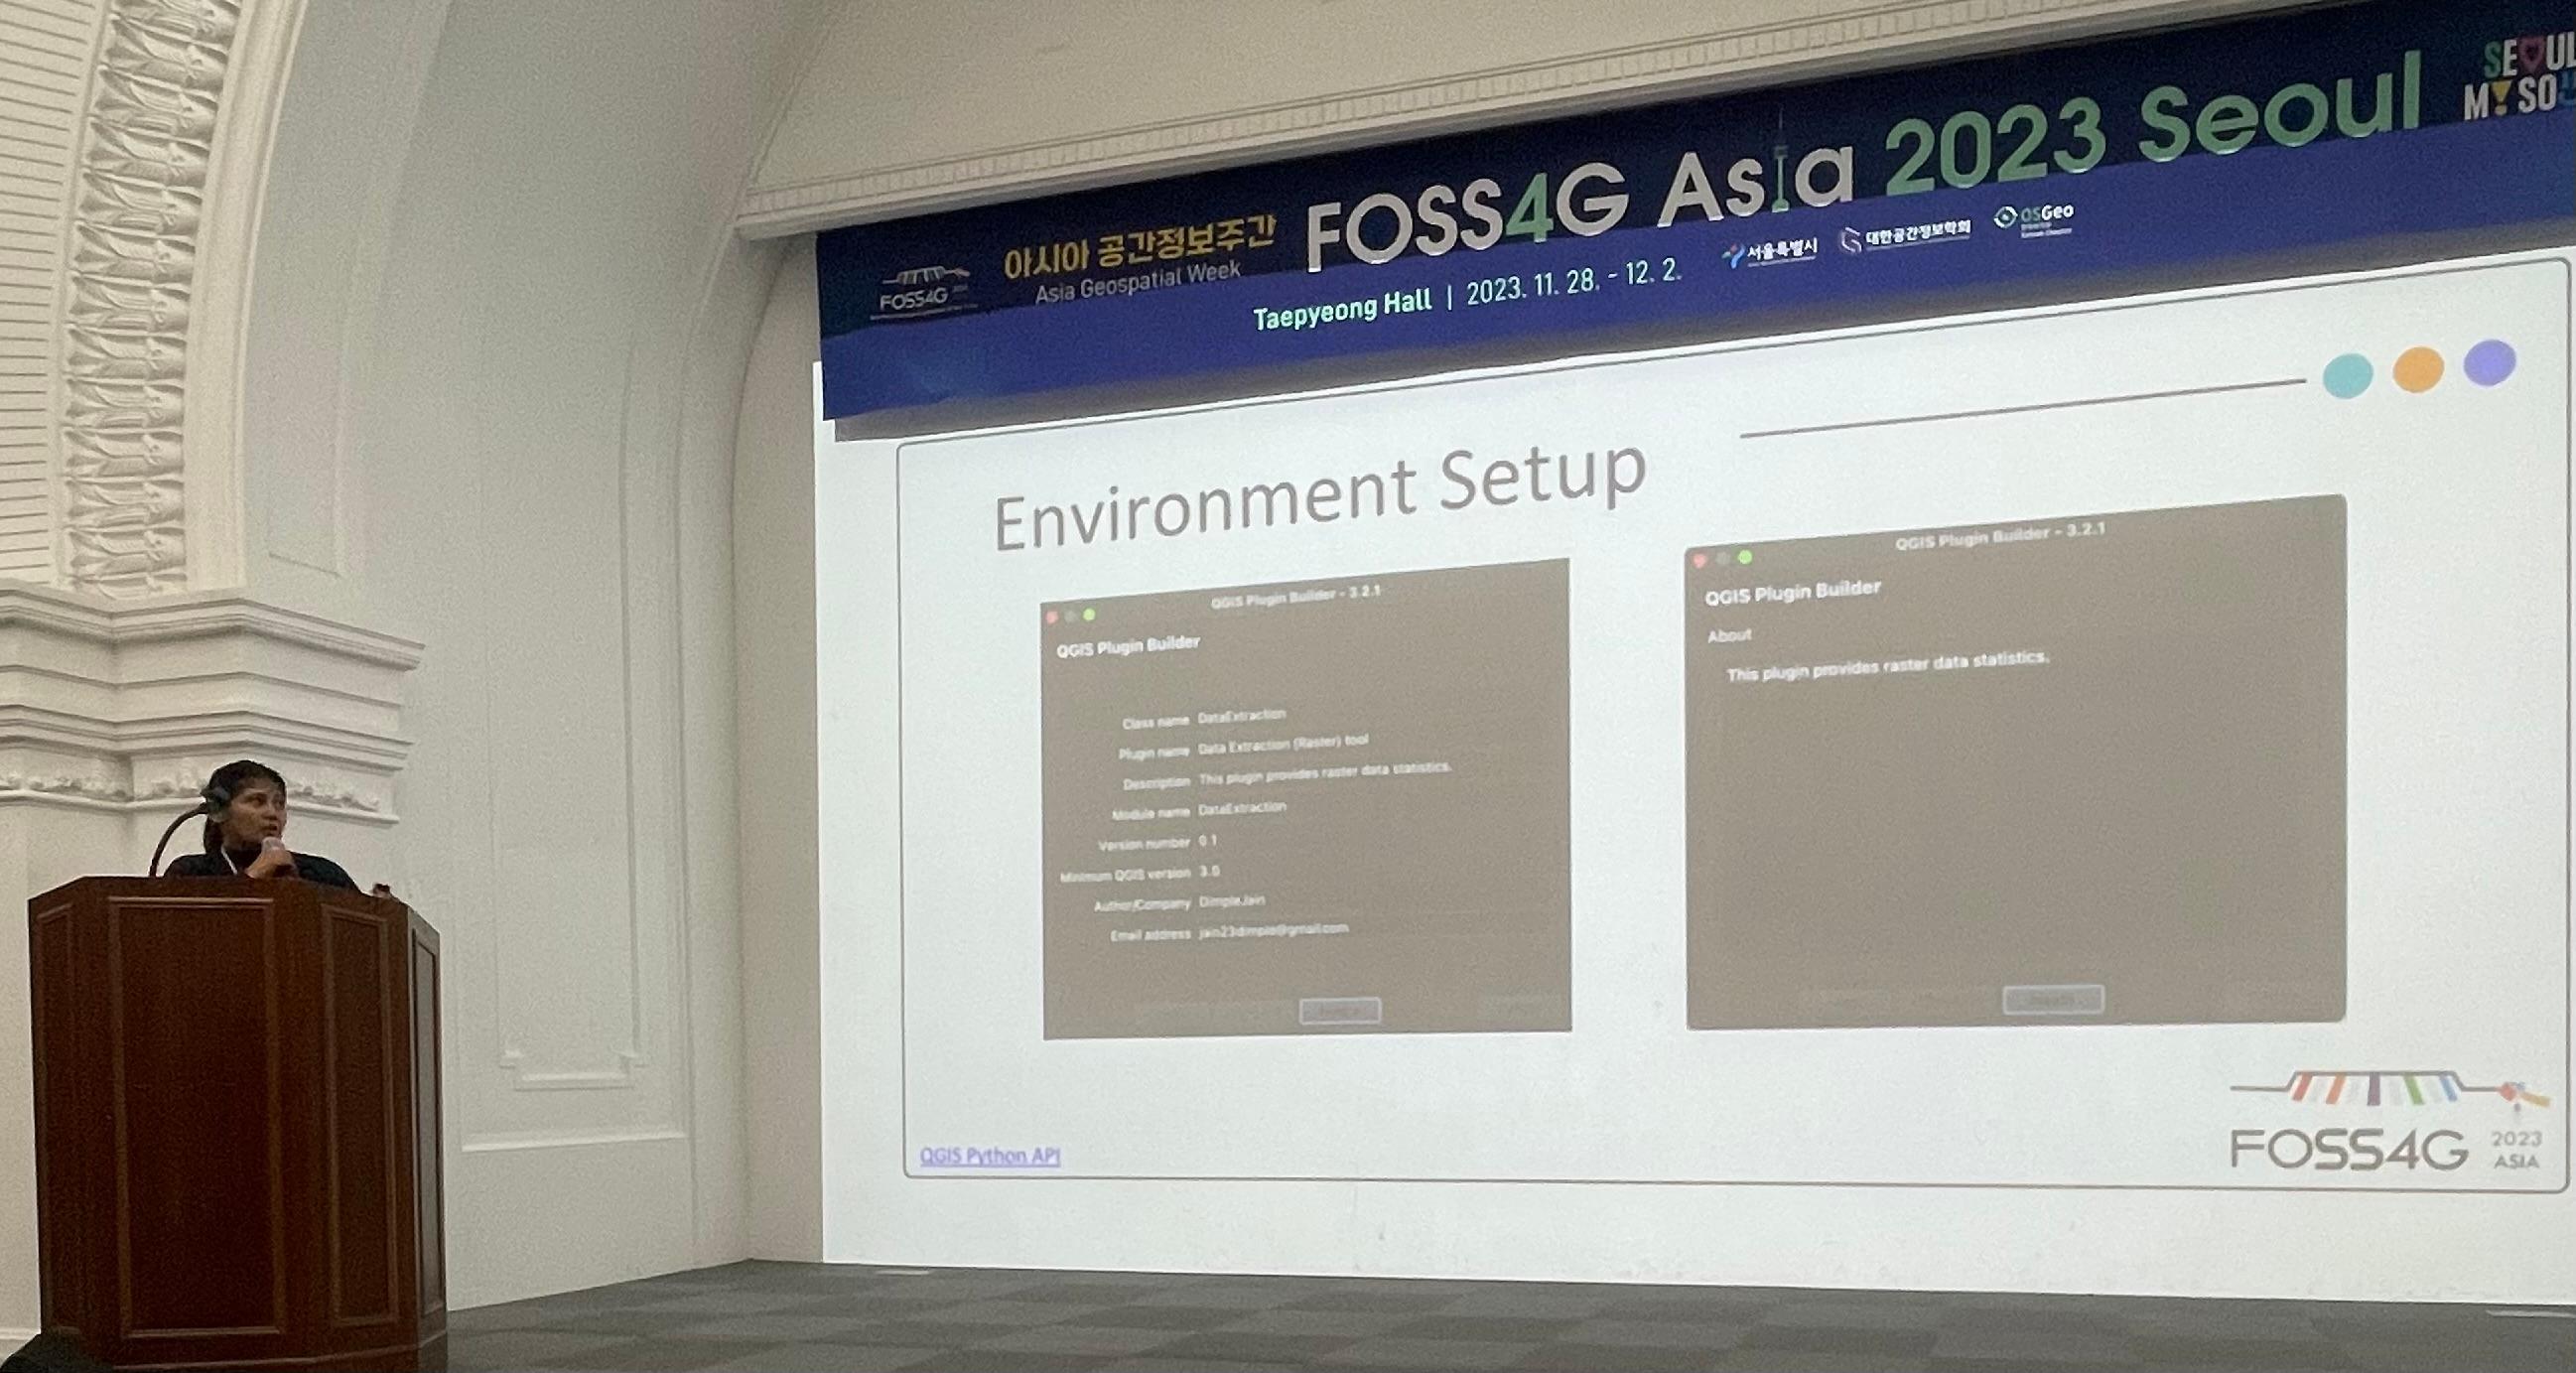 아시아 공간정보주간
Asia Geospatial Week
FOSS4G Asia 2023 Seoul
FOSS4G
Taepyeong Hall | 2023. 11. 28. - 12. 2.
서울특별시
대한공간정보학회
OSGeo
SEOUL
MY SO
Environment Setup
QGIS Plugin Builder - 3.2.1
QGIS Plugin Builder
Class name DataExtraction
Plugin name Data Extraction (Raster) tool
Description This plugin provides raster data statistics.
Module name DataExtraction
Version number 0.1
Minimum QGIS version 3.0
Author/Company DimpleJain
Email address jain23dimple@gmail.com
QGIS Plugin Builder - 3.2.1
QGIS Plugin Builder
About
This plugin provides raster data statistics.
QGIS Python API
FOSS4G 2023
ASIA